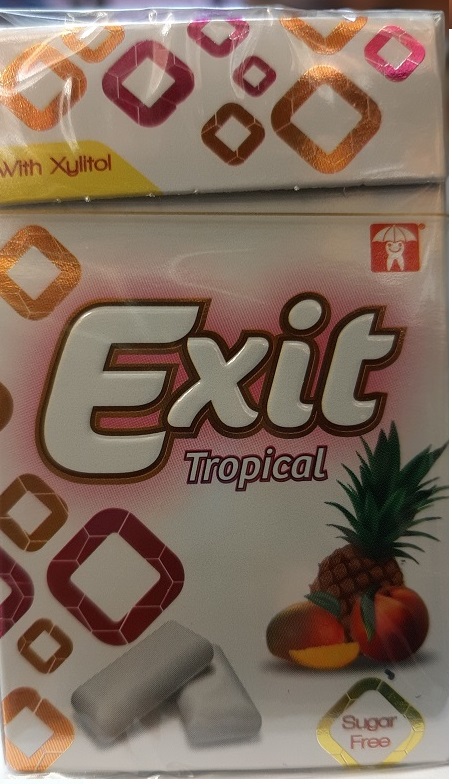 With Xylitol
Exit
Tropical
Sugar
Free